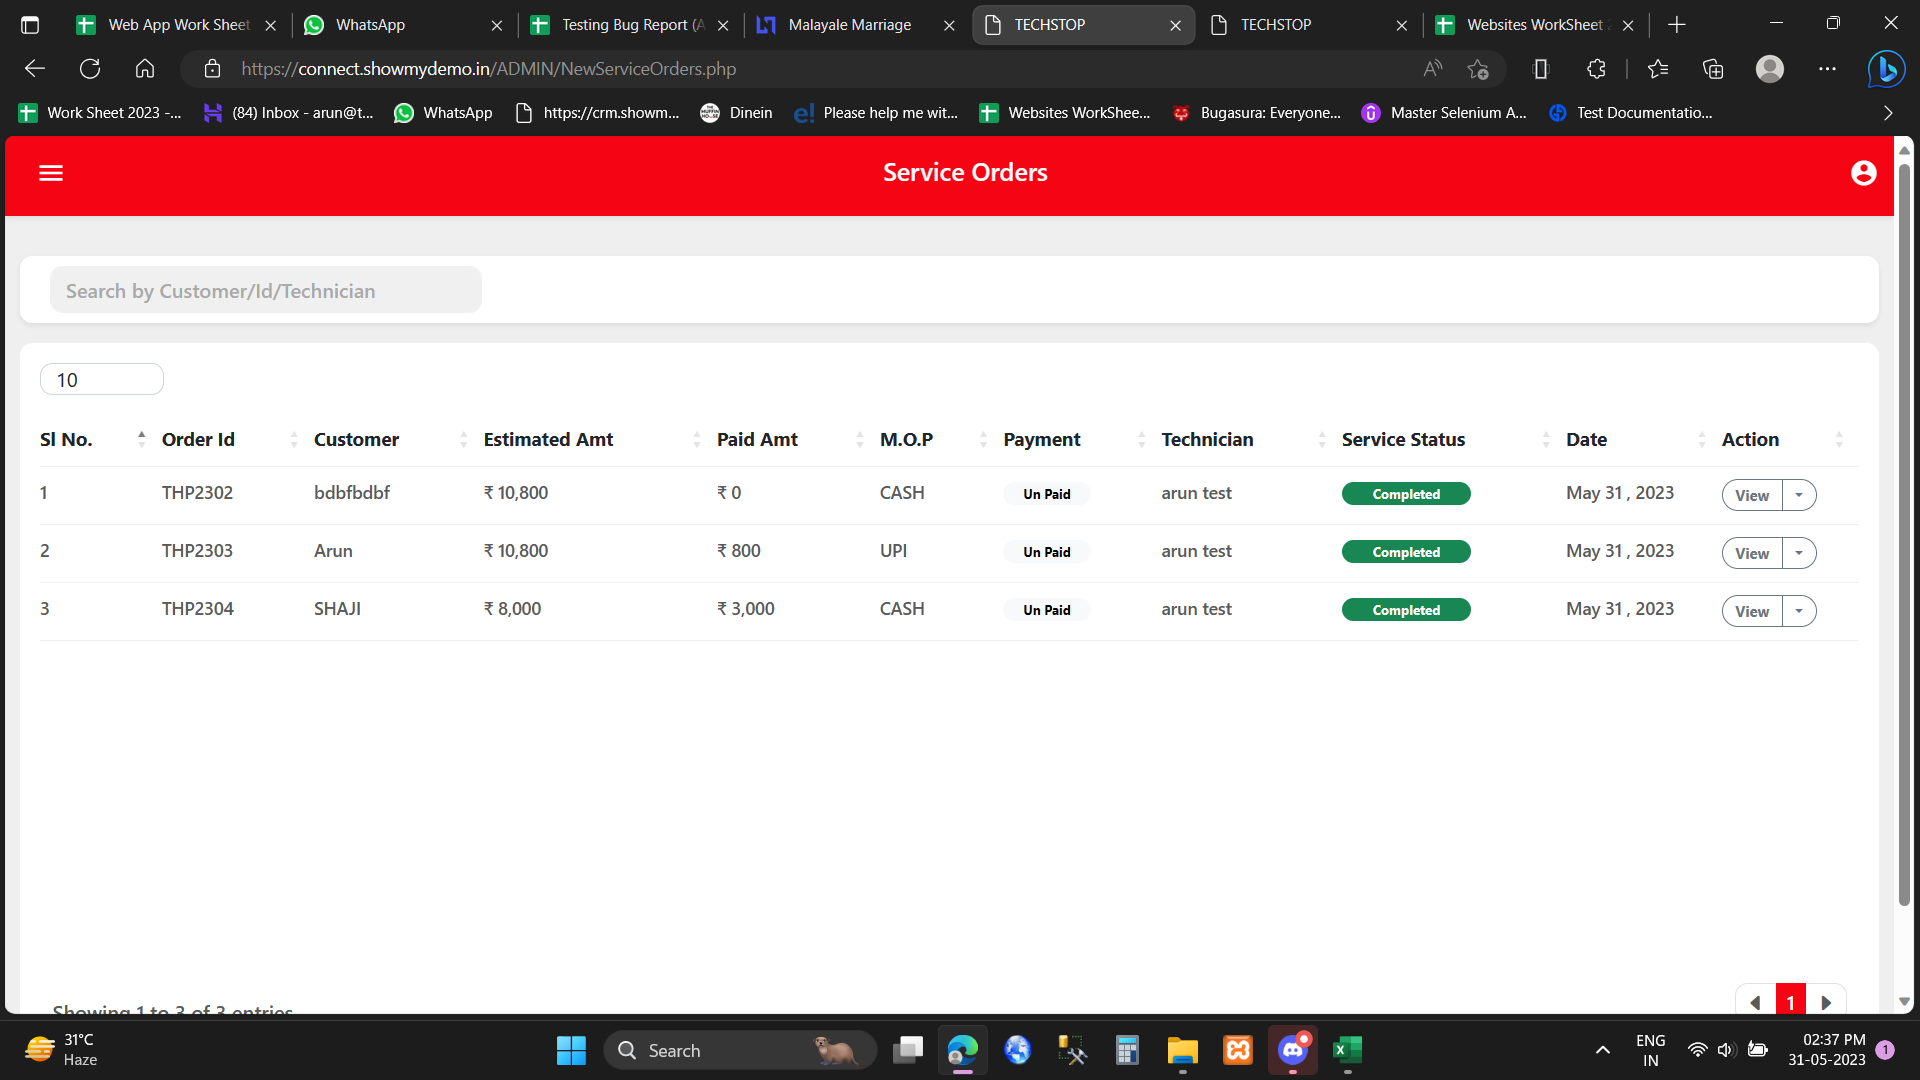 Web App Work Sheet
WhatsApp
Testing Bug Report (A
Malayale Marriage
TECHSTOP
TECHSTOP
Websites WorkSheet
https://connect.showmydemo.in/ADMIN/NewServiceOrders.php
Work Sheet 2023 -...
(84) Inbox - arun@t...
WhatsApp
https://crm.showm...
Dinein
Please help me wit...
Websites WorkShee...
Bugasura: Everyone...
Master Selenium A...
Test Documentatio...
Service Orders
Search by Customer/Id/Technician
10
Sl No. Order Id Customer Estimated Amt Paid Amt M.O.P Payment Technician Service Status Date Action
1 THP2302 bdbfbdbf ₹ 10,800 ₹ 0 CASH Un Paid arun test Completed May 31 , 2023 View
2 THP2303 Arun ₹ 10,800 ₹ 800 UPI Un Paid arun test Completed May 31 , 2023 View
3 THP2304 SHAJI ₹ 8,000 ₹ 3,000 CASH Un Paid arun test Completed May 31 , 2023 View
Showing 1 to 3 of 3 entries
1
31°C
Haze
Search
ENG
IN
02:37 PM
31-05-2023
1